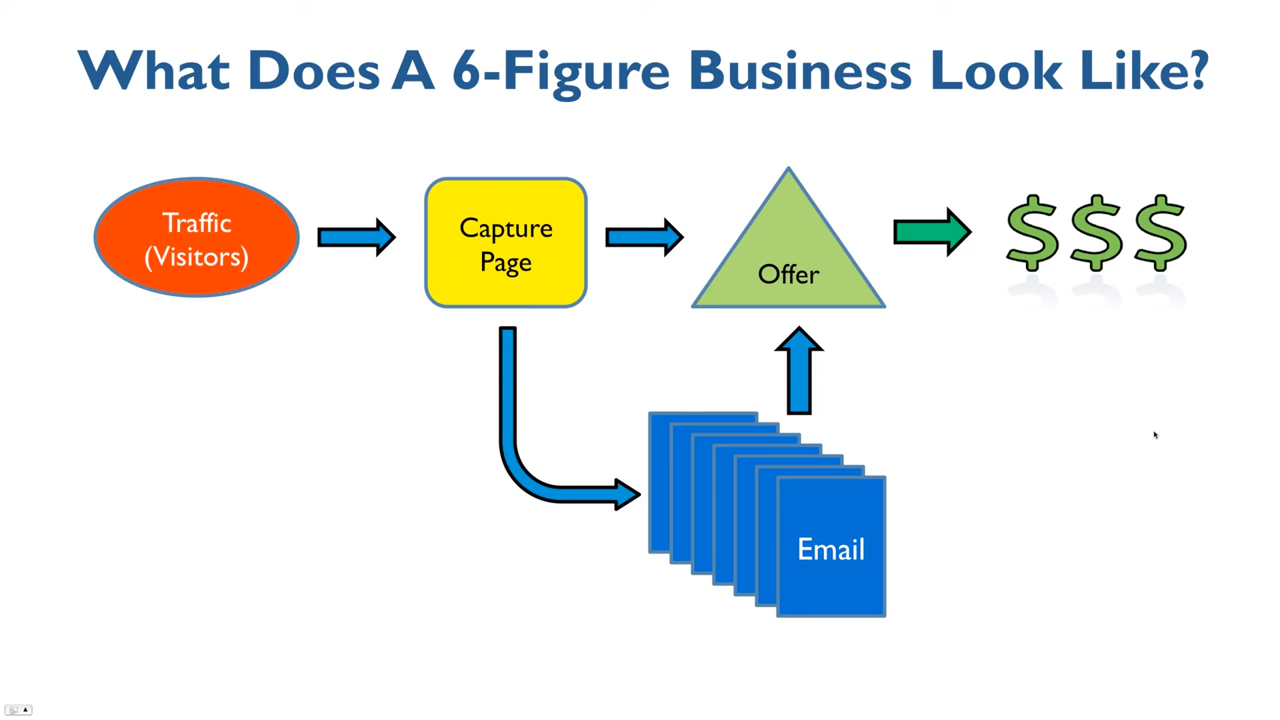 What Does A 6-Figure Business Look Like?
Traffic
(Visitors)
Capture
Page
Offer
$ $ $
Email